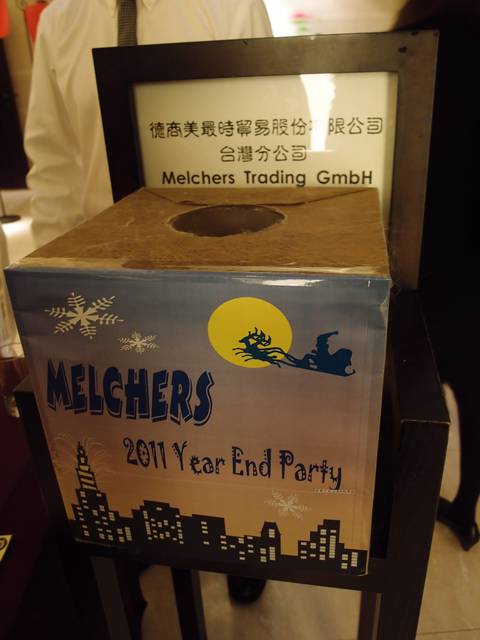 德商美最時貿易股份有限公司
台灣分公司
Melchers Trading GmbH
MELCHERS
2011 Year End Party